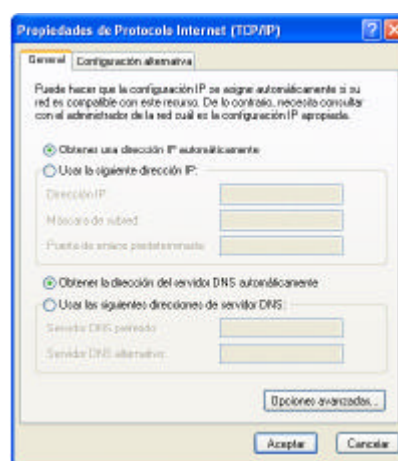 Propiedades de Protocolo Internet (TCP/IP)
General
Configuración alternativa
Puede hacer que la configuración IP se asigne automáticamente si su
red es compatible con este recurso. De lo contrario, necesita consultar
con el administrador de la red cuál es la configuración IP apropiada.
Obtener una dirección IP automáticamente
Usar la siguiente dirección IP:
Dirección IP:
Máscara de subred:
Puerta de enlace predeterminada:
Obtener la dirección del servidor DNS automáticamente
Usar las siguientes direcciones de servidor DNS:
Servidor DNS preferido:
Servidor DNS alternativo:
Opciones avanzadas...
Aceptar
Cancelar